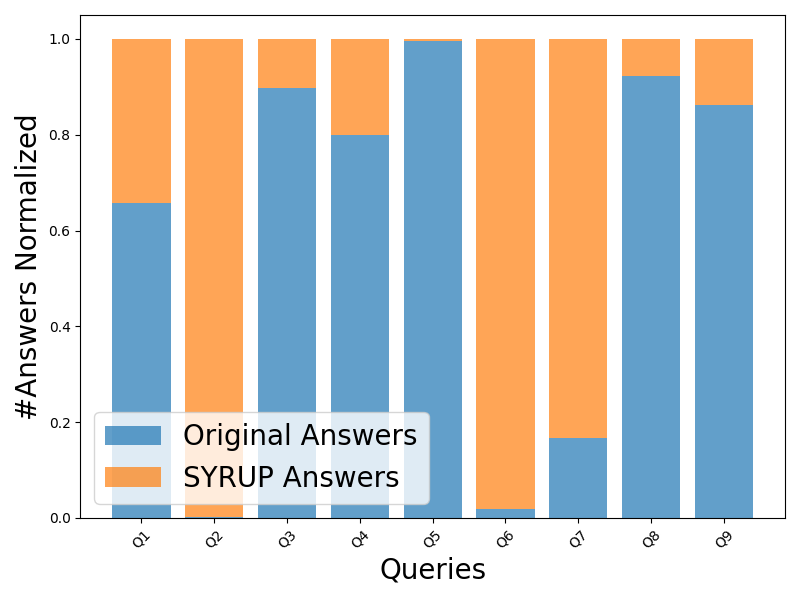 #Answers Normalized
1.0
0.8
0.6
0.4
0.2
0.0
Original Answers
SYRUP Answers
Q1 Q2 Q3 Q4 Q5 Q6 Q7 Q8 Q9
Queries